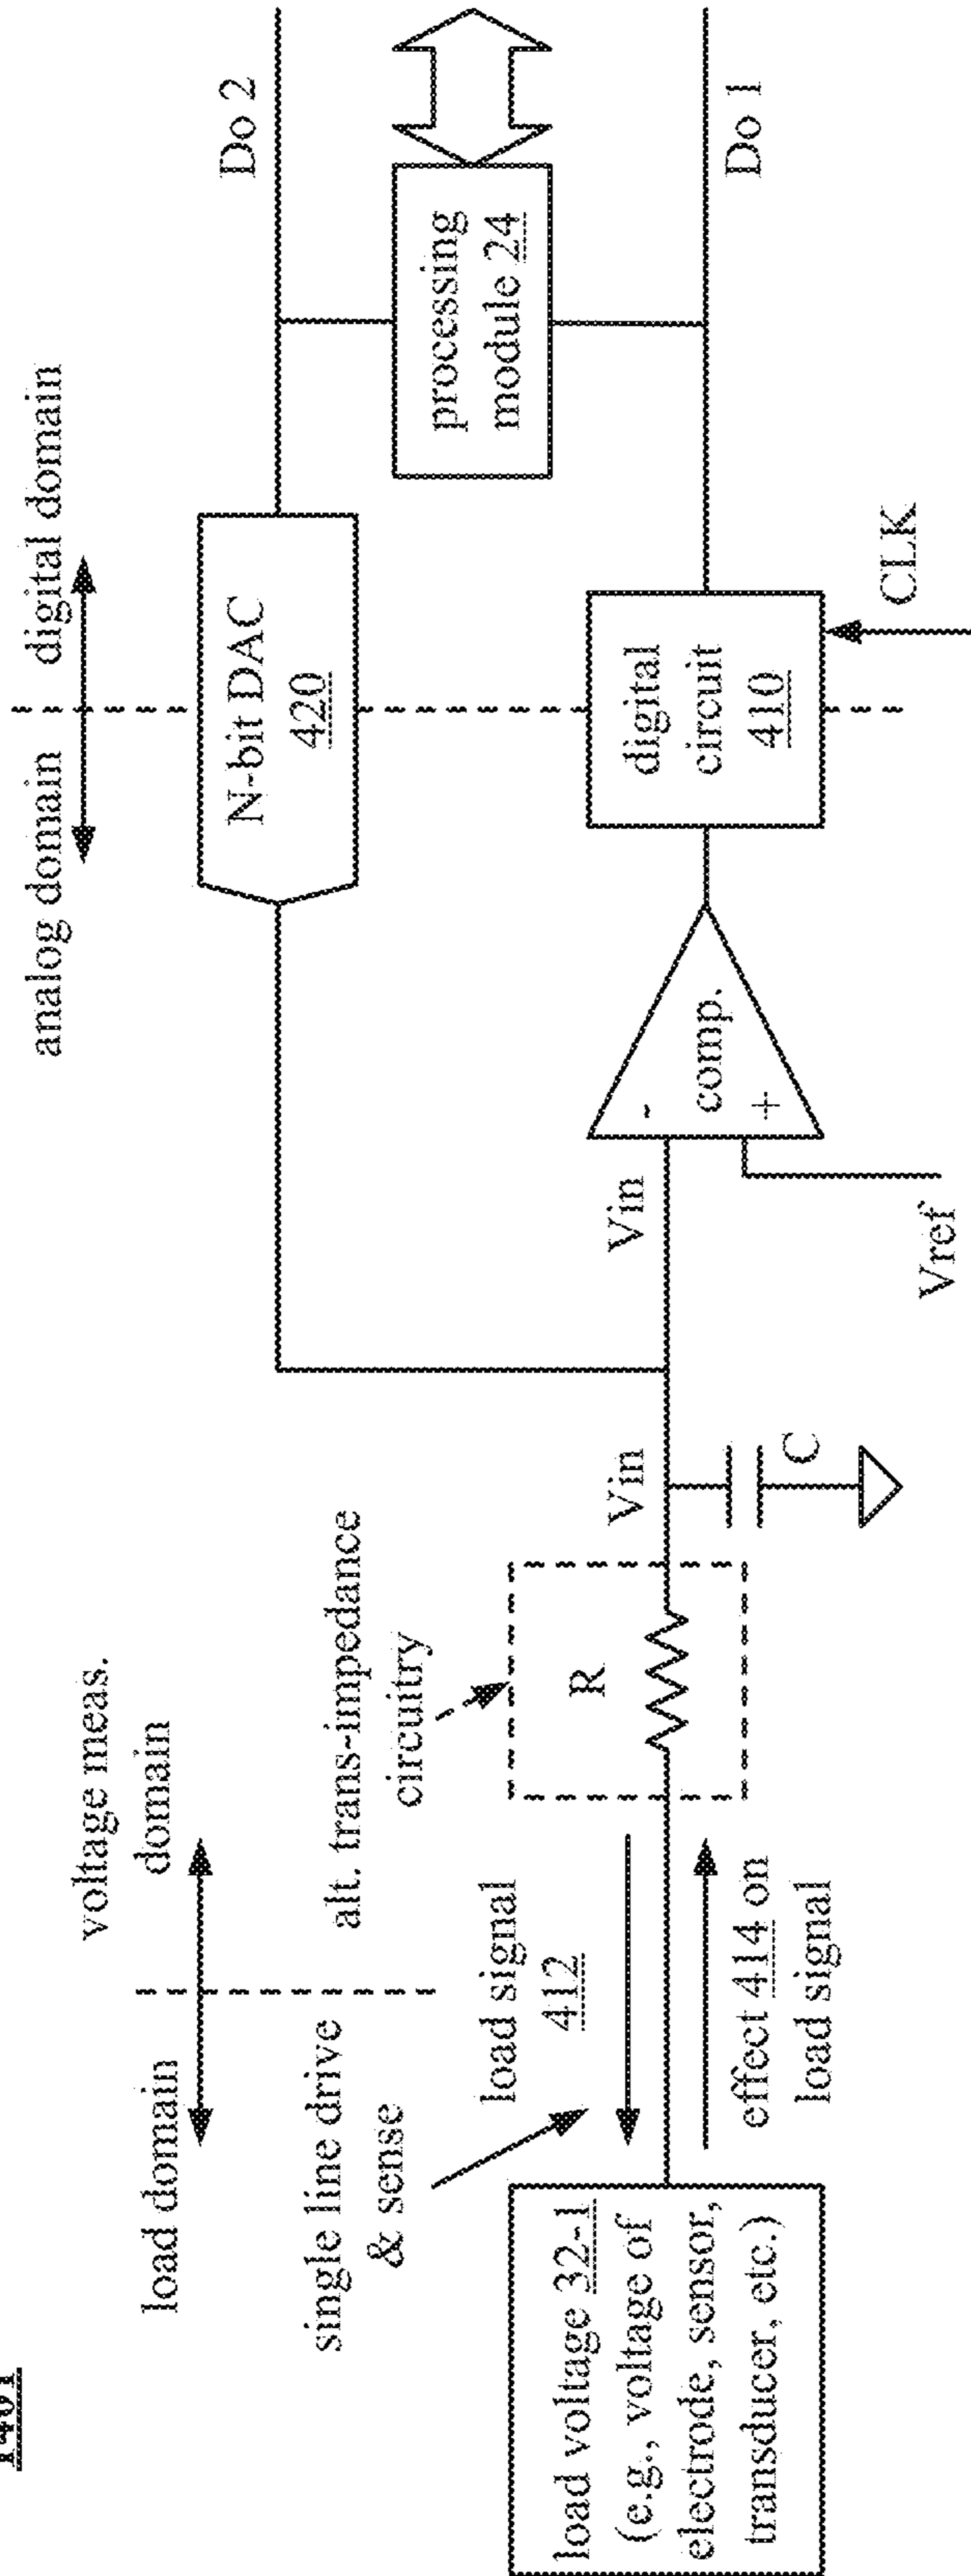 load domain
voltage meas.
domain
analog domain
digital domain
single line drive
& sense
alt. trans-impedance
circuitry
load signal
412
R
Vin
Vin
C
N-bit DAC
420
Do 2
load voltage 32-1
(e.g., voltage of
electrode, sensor,
transducer, etc.)
effect 414 on
load signal
-
comp.
+
Vref
digital
circuit
410
CLK
processing
module 24
Do 1